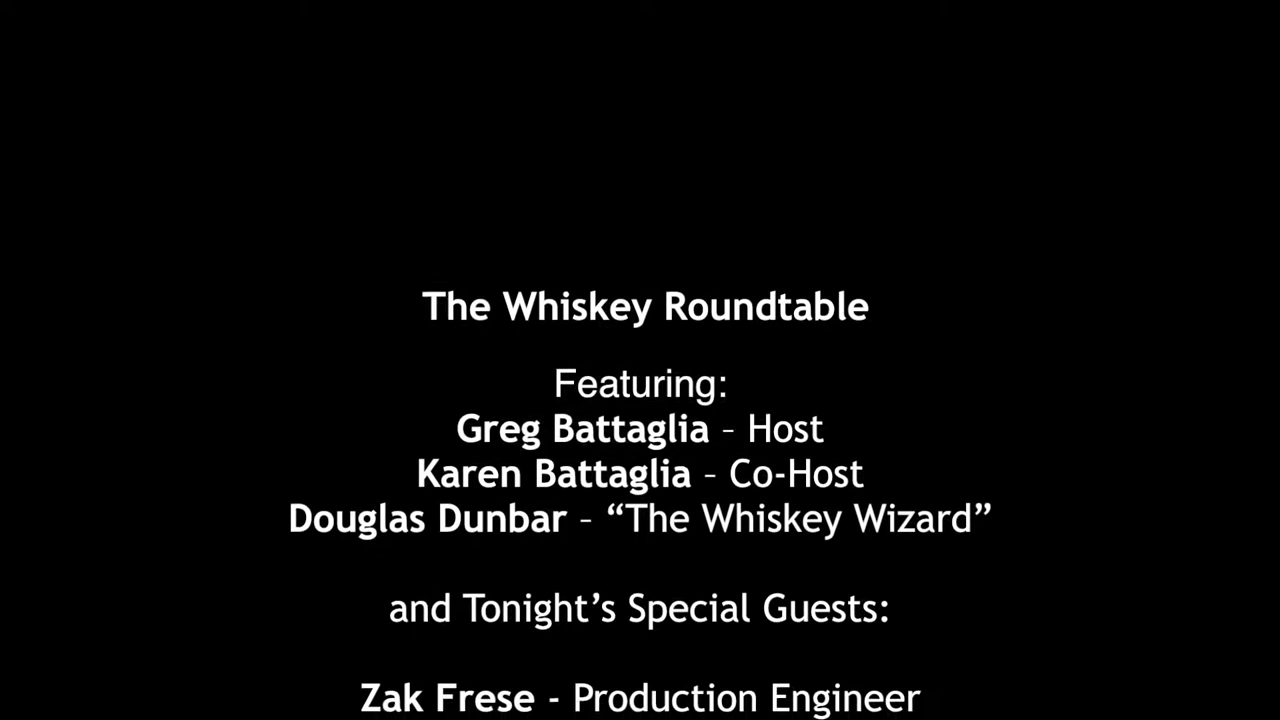 The Whiskey Roundtable
Featuring:
Greg Battaglia – Host
Karen Battaglia – Co-Host
Douglas Dunbar – “The Whiskey Wizard”
and Tonight’s Special Guests:
Zak Frese - Production Engineer